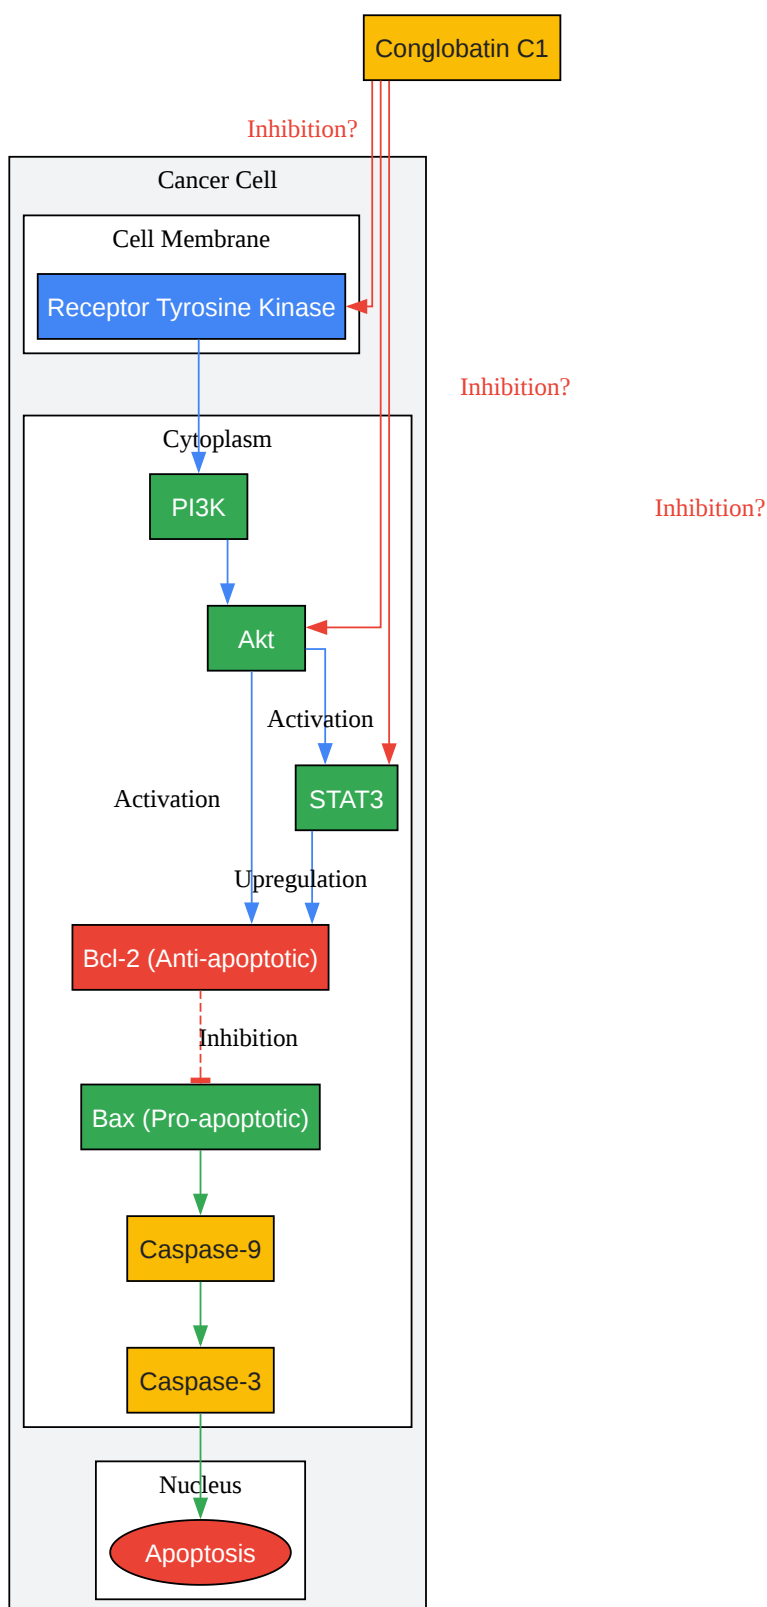 Conglobatin C1
Inhibition?
Cancer Cell
Cell Membrane
Receptor Tyrosine Kinase
Inhibition?
Cytoplasm
PI3K
Inhibition?
Akt
Activation
STAT3
Activation
Upregulation
Bcl-2 (Anti-apoptotic)
Inhibition
Bax (Pro-apoptotic)
Caspase-9
Caspase-3
Nucleus
Apoptosis